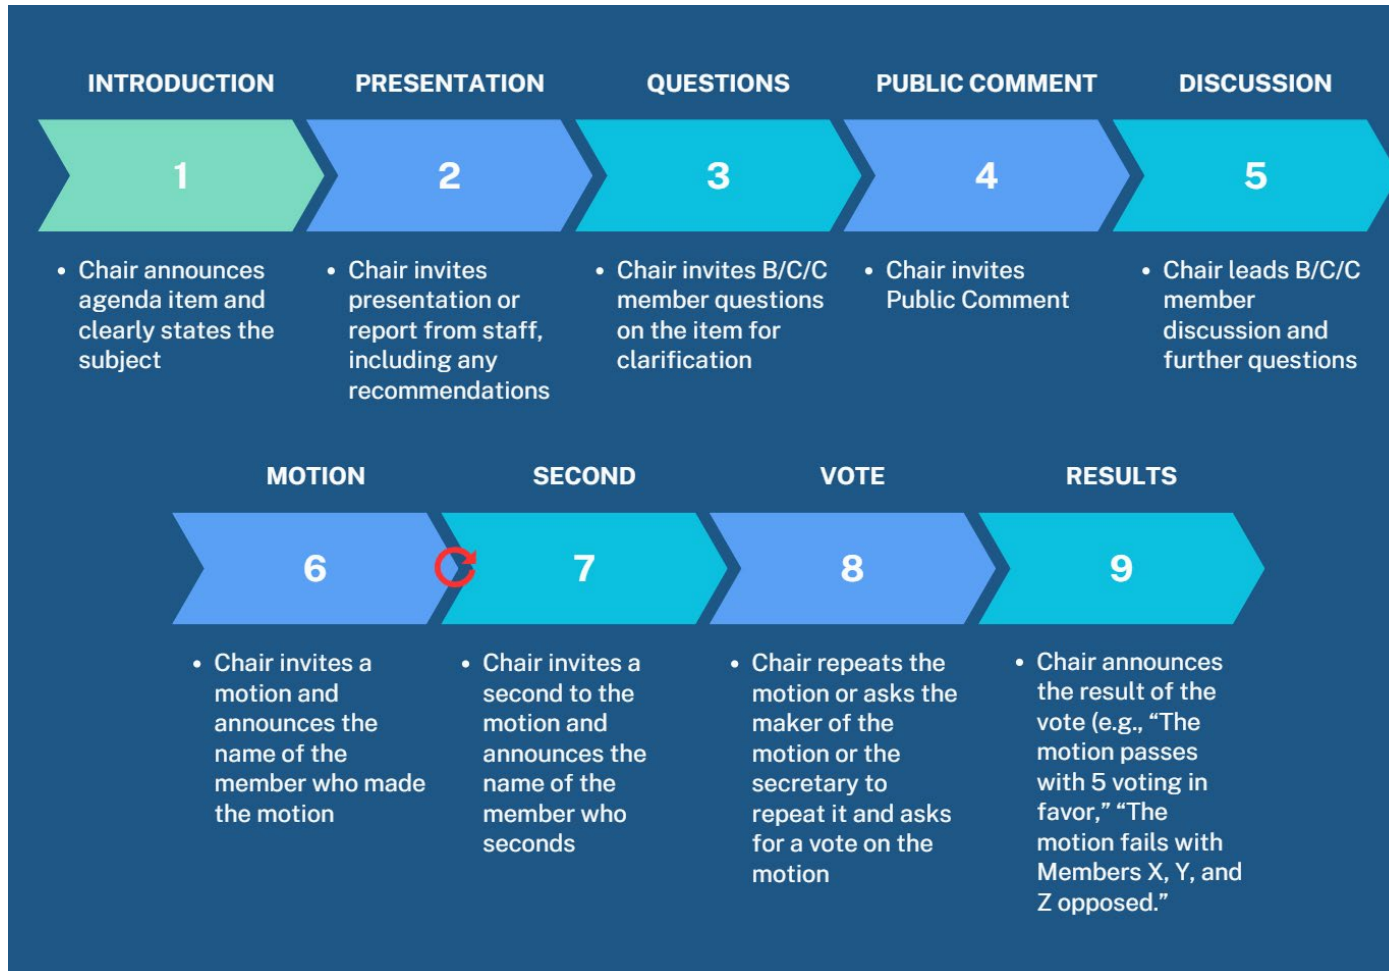 INTRODUCTION
1
• Chair announces
agenda item and
clearly states the
subject
PRESENTATION
2
• Chair invites
presentation or
report from staff,
including any
recommendations
QUESTIONS
3
• Chair invites B/C/C
member questions
on the item for
clarification
PUBLIC COMMENT
4
• Chair invites
Public Comment
DISCUSSION
5
• Chair leads B/C/C
member
discussion and
further questions
MOTION
6
• Chair invites a
motion and
announces the
name of the
member who made
the motion
SECOND
7
• Chair invites a
second to the
motion and
announces the
name of the
member who
seconds
VOTE
8
• Chair repeats the
motion or asks the
maker of the
motion or the
secretary to
repeat it and asks
for a vote on the
motion
RESULTS
9
• Chair announces
the result of the
vote (e.g., “The
motion passes
with 5 voting in
favor,” “The
motion fails with
Members X, Y, and
Z opposed.”